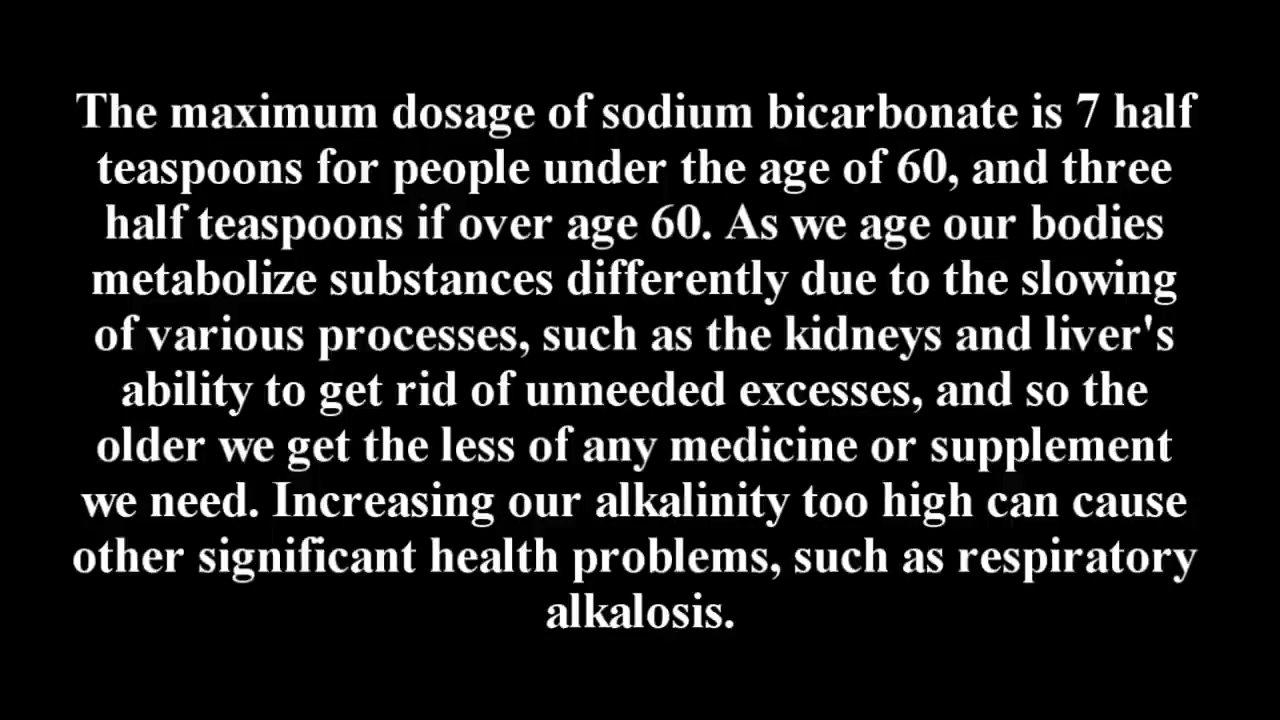 The maximum dosage of sodium bicarbonate is 7 half
teaspoons for people under the age of 60, and three
half teaspoons if over age 60. As we age our bodies
metabolize substances differently due to the slowing
of various processes, such as the kidneys and liver's
ability to get rid of unneeded excesses, and so the
older we get the less of any medicine or supplement
we need. Increasing our alkalinity too high can cause
other significant health problems, such as respiratory
alkalosis.